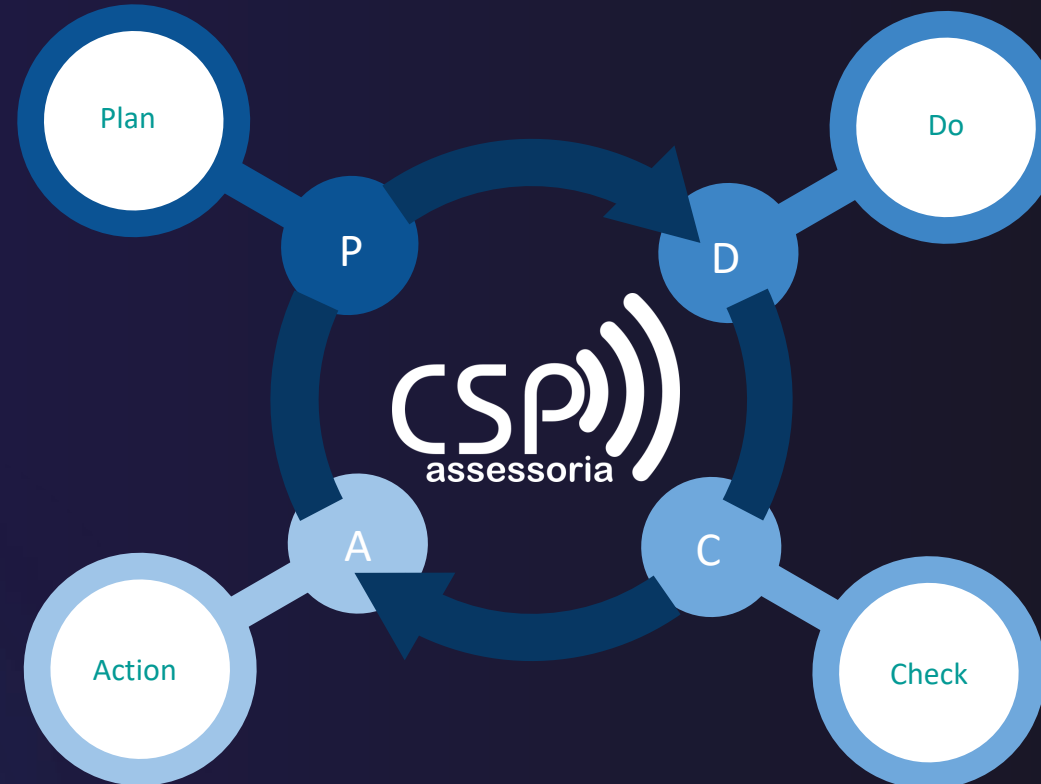 Plan
Do
P
D
CSP
assessoria
A
C
Action
Check